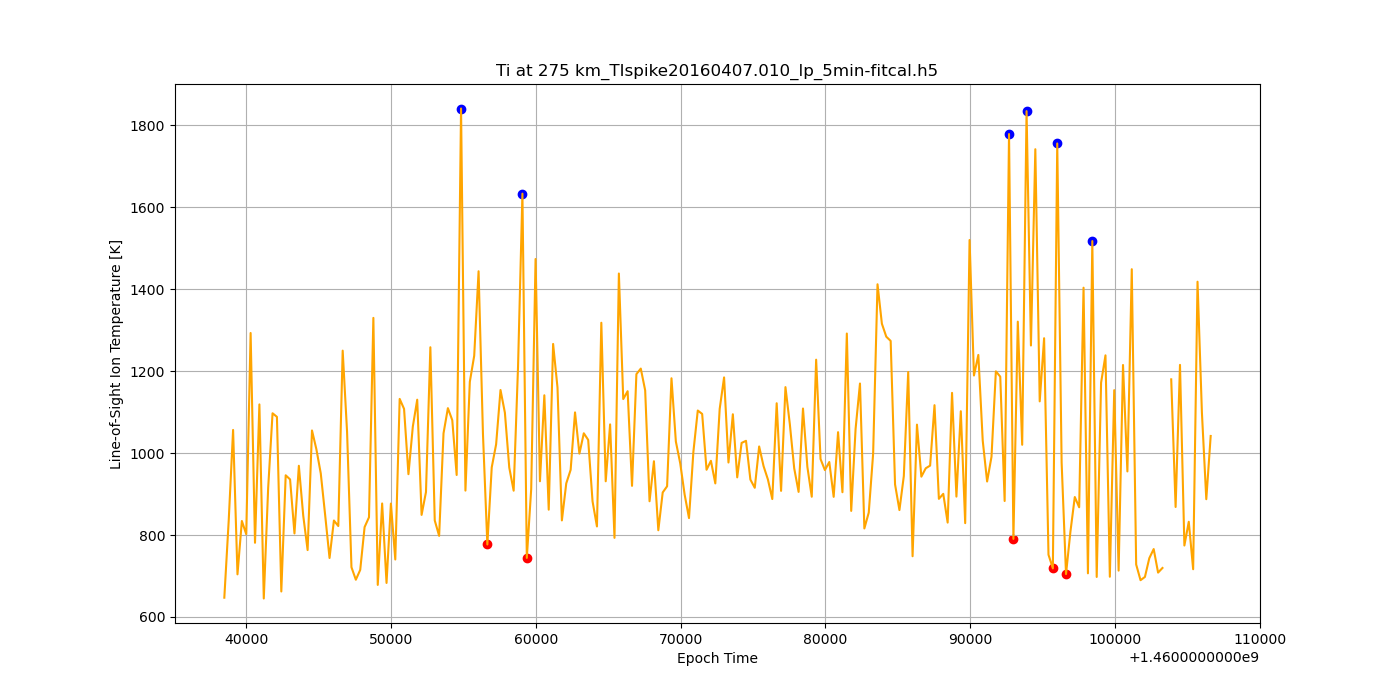 Ti at 275 km_TIspike20160407.010_lp_5min-fitcal.h5
Line-of-Sight Ion Temperature [K]
1800
1600
1400
1200
1000
800
600
40000 50000 60000 70000 80000 90000 100000 110000
Epoch Time
+1.4600000000e9